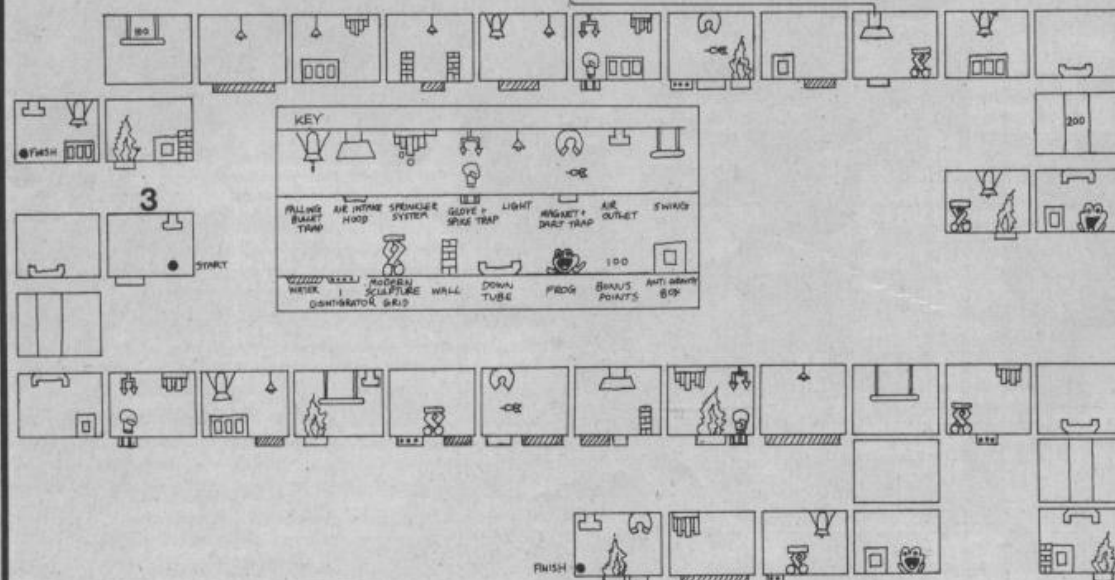 100
200
FINISH
KEY
3
FALLING BULLET TRAP
AIR INTAKE HOOD
SPRINKLER SYSTEM
GLOVE + SPIKE TRAP
LIGHT
MAGNET + DART TRAP
AIR OUTLET
SWING
START
100
WATER
DISINTIGRATOR GRID
MODERN SCULPTURE
WALL
DOWN TUBE
FROG
BONUS POINTS
ANTI GRAVITY BOX
FINISH